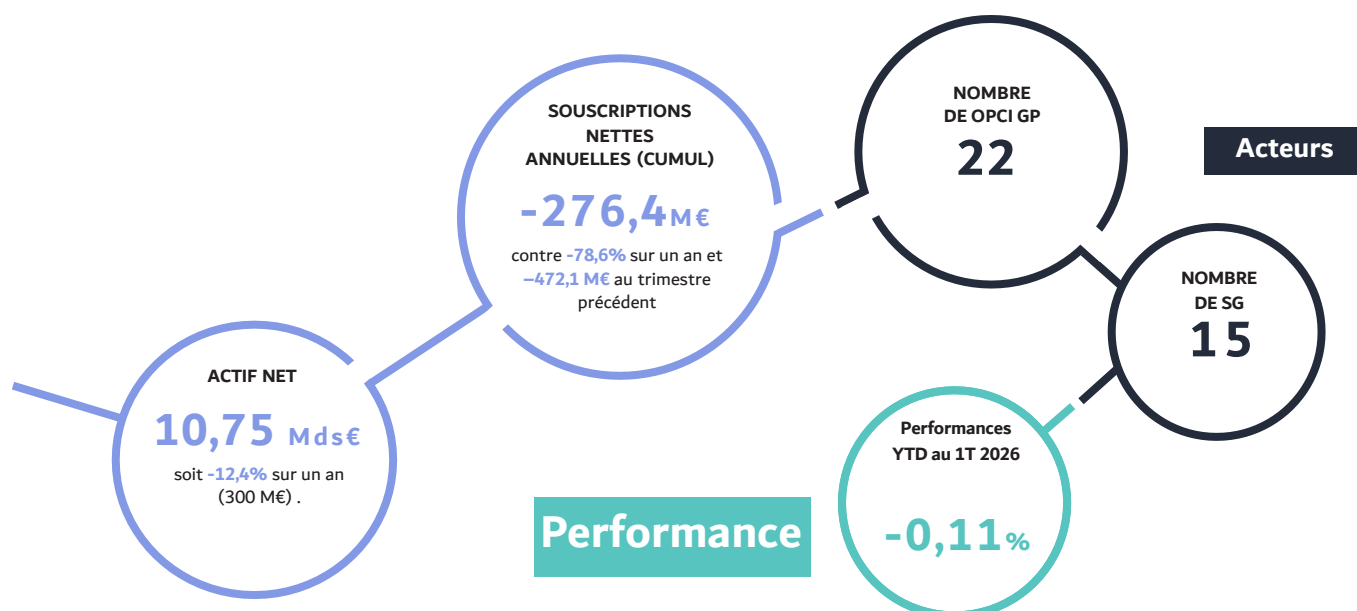 ACTIF NET
10,75 Mds€
soit -12,4% sur un an
(300 M€) .
SOUSCRIPTIONS
NETTES
ANNUELLES (CUMUL)
-276,4M€
contre -78,6% sur un an et
–472,1 M€ au trimestre
précédent
NOMBRE
DE OPCI GP
22
Acteurs
NOMBRE
DE SG
15
Performance
Performances
YTD au 1T 2026
-0,11%